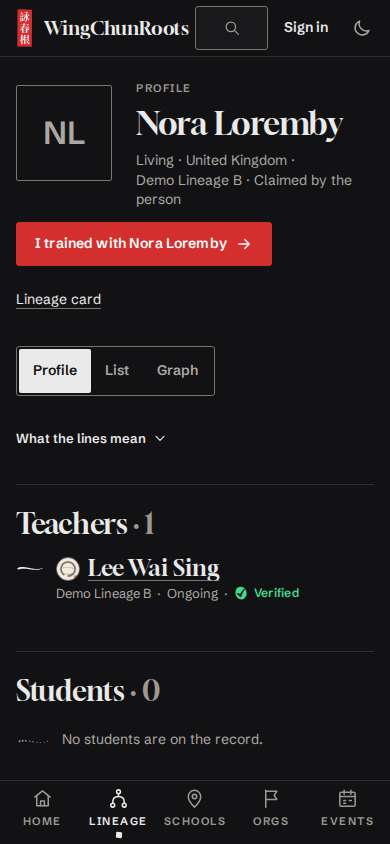 詠春根
WingChunRoots
Sign in
NL
PROFILE
Nora Loremby
Living · United Kingdom ·
Demo Lineage B · Claimed by the
person
I trained with Nora Loremby →
Lineage card
Profile
List
Graph
What the lines mean
Teachers · 1
Lee Wai Sing
Demo Lineage B · Ongoing · Verified
Students · 0
No students are on the record.
HOME
LINEAGE
SCHOOLS
ORGS
EVENTS